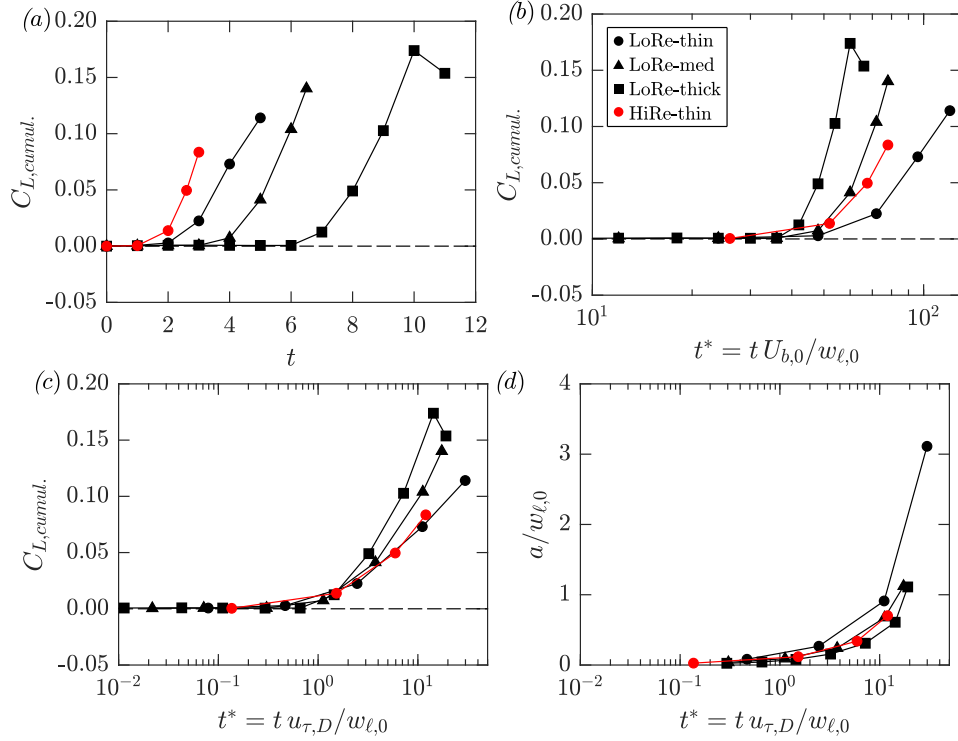 (a)
0.20
0.15
0.10
0.05
0.00
-0.05
C_{L,cumul.}
0 2 4 6 8 10 12
t
(b)
0.20
0.15
0.10
0.05
0.00
-0.05
C_{L,cumul.}
LoRe-thin
LoRe-med
LoRe-thick
HiRe-thin
10^1 10^2
t* = t U_{b,0}/w_{ℓ,0}
(c)
0.20
0.15
0.10
0.05
0.00
-0.05
C_{L,cumul.}
10^{-2} 10^{-1} 10^0 10^1
t* = t u_{τ,D}/w_{ℓ,0}
(d)
4
3
2
1
0
a/w_{ℓ,0}
10^{-2} 10^{-1} 10^0 10^1
t* = t u_{τ,D}/w_{ℓ,0}